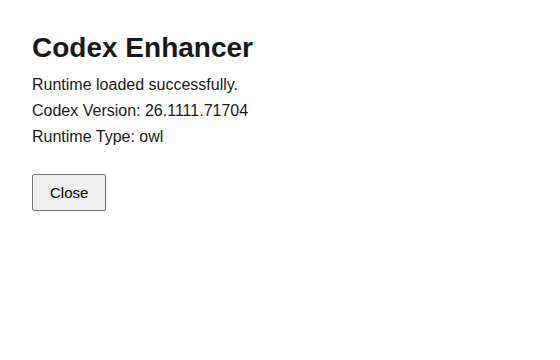 Codex Enhancer
Runtime loaded successfully.
Codex Version: 26.1111.71704
Runtime Type: owl
Close